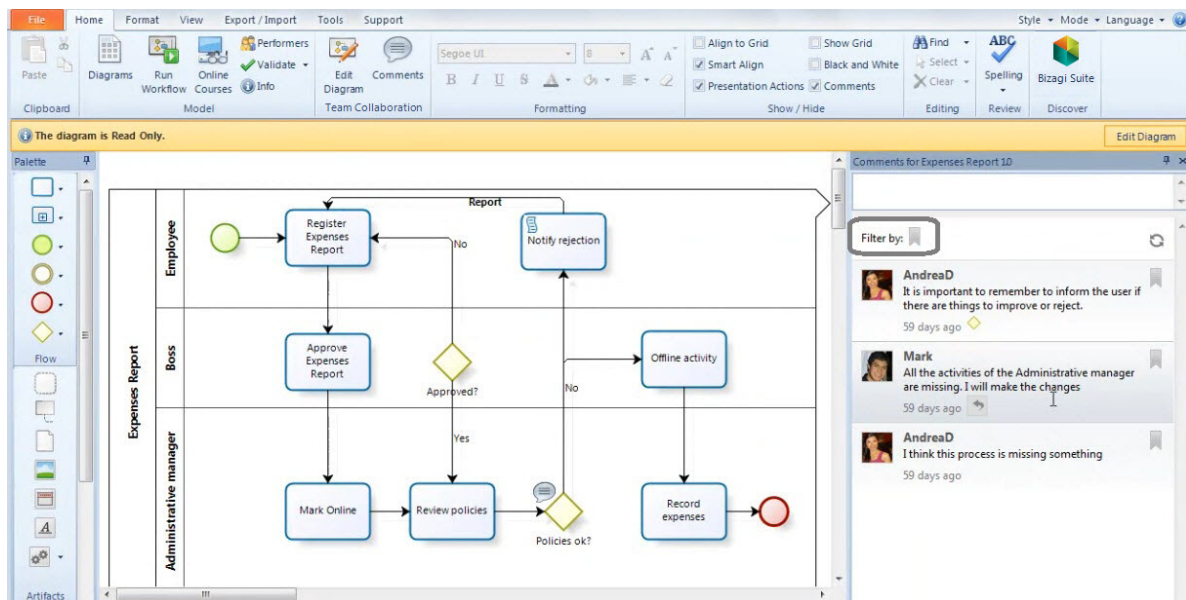 File Home Format View Export/Import Tools Support Style Mode Language
Paste
Clipboard
Diagrams
Run Workflow
Online Courses
Performers
Validate
Info
Model
Edit Diagram
Comments
Team Collaboration
Segoe UI 8
B I U S A
Formatting
Align to Grid
Smart Align
Presentation Actions
Show Grid
Black and White
Comments
Show / Hide
Find
Select
Clear
Editing
ABC
Spelling
Review
Bizagi Suite
Discover
The diagram is Read Only. Edit Diagram
Palette
Flow
A
Artifacts
Expenses Report
Employee
Boss
Administrative manager
Register
Expenses
Report
Report
Notify rejection
No
Approve
Expenses
Report
Approved?
Offline activity
No
Yes
Mark Online
Review policies
Policies ok?
Record
expenses
Comments for Expenses Report 1.0
Filter by:
AndreaD
It is important to remember to inform the user if
there are things to improve or reject.
59 days ago
Mark
All the activities of the Administrative manager
are missing. I will make the changes
59 days ago
AndreaD
I think this process is missing something
59 days ago